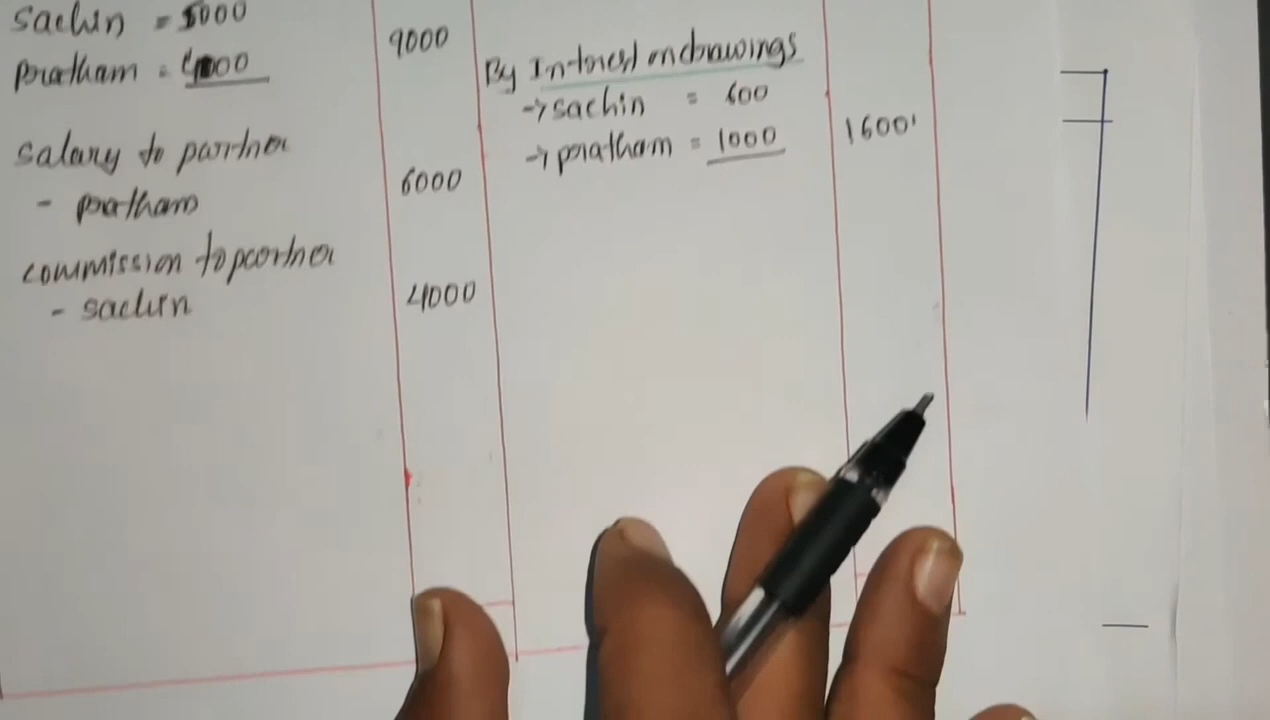 Sachin = 5000
Pratham = 4000
9000
Salary to partner
- pratham
6000
commission to partner
- sachin
4000
By Interest on drawings
→ sachin = 600
→ pratham = 1000
1600